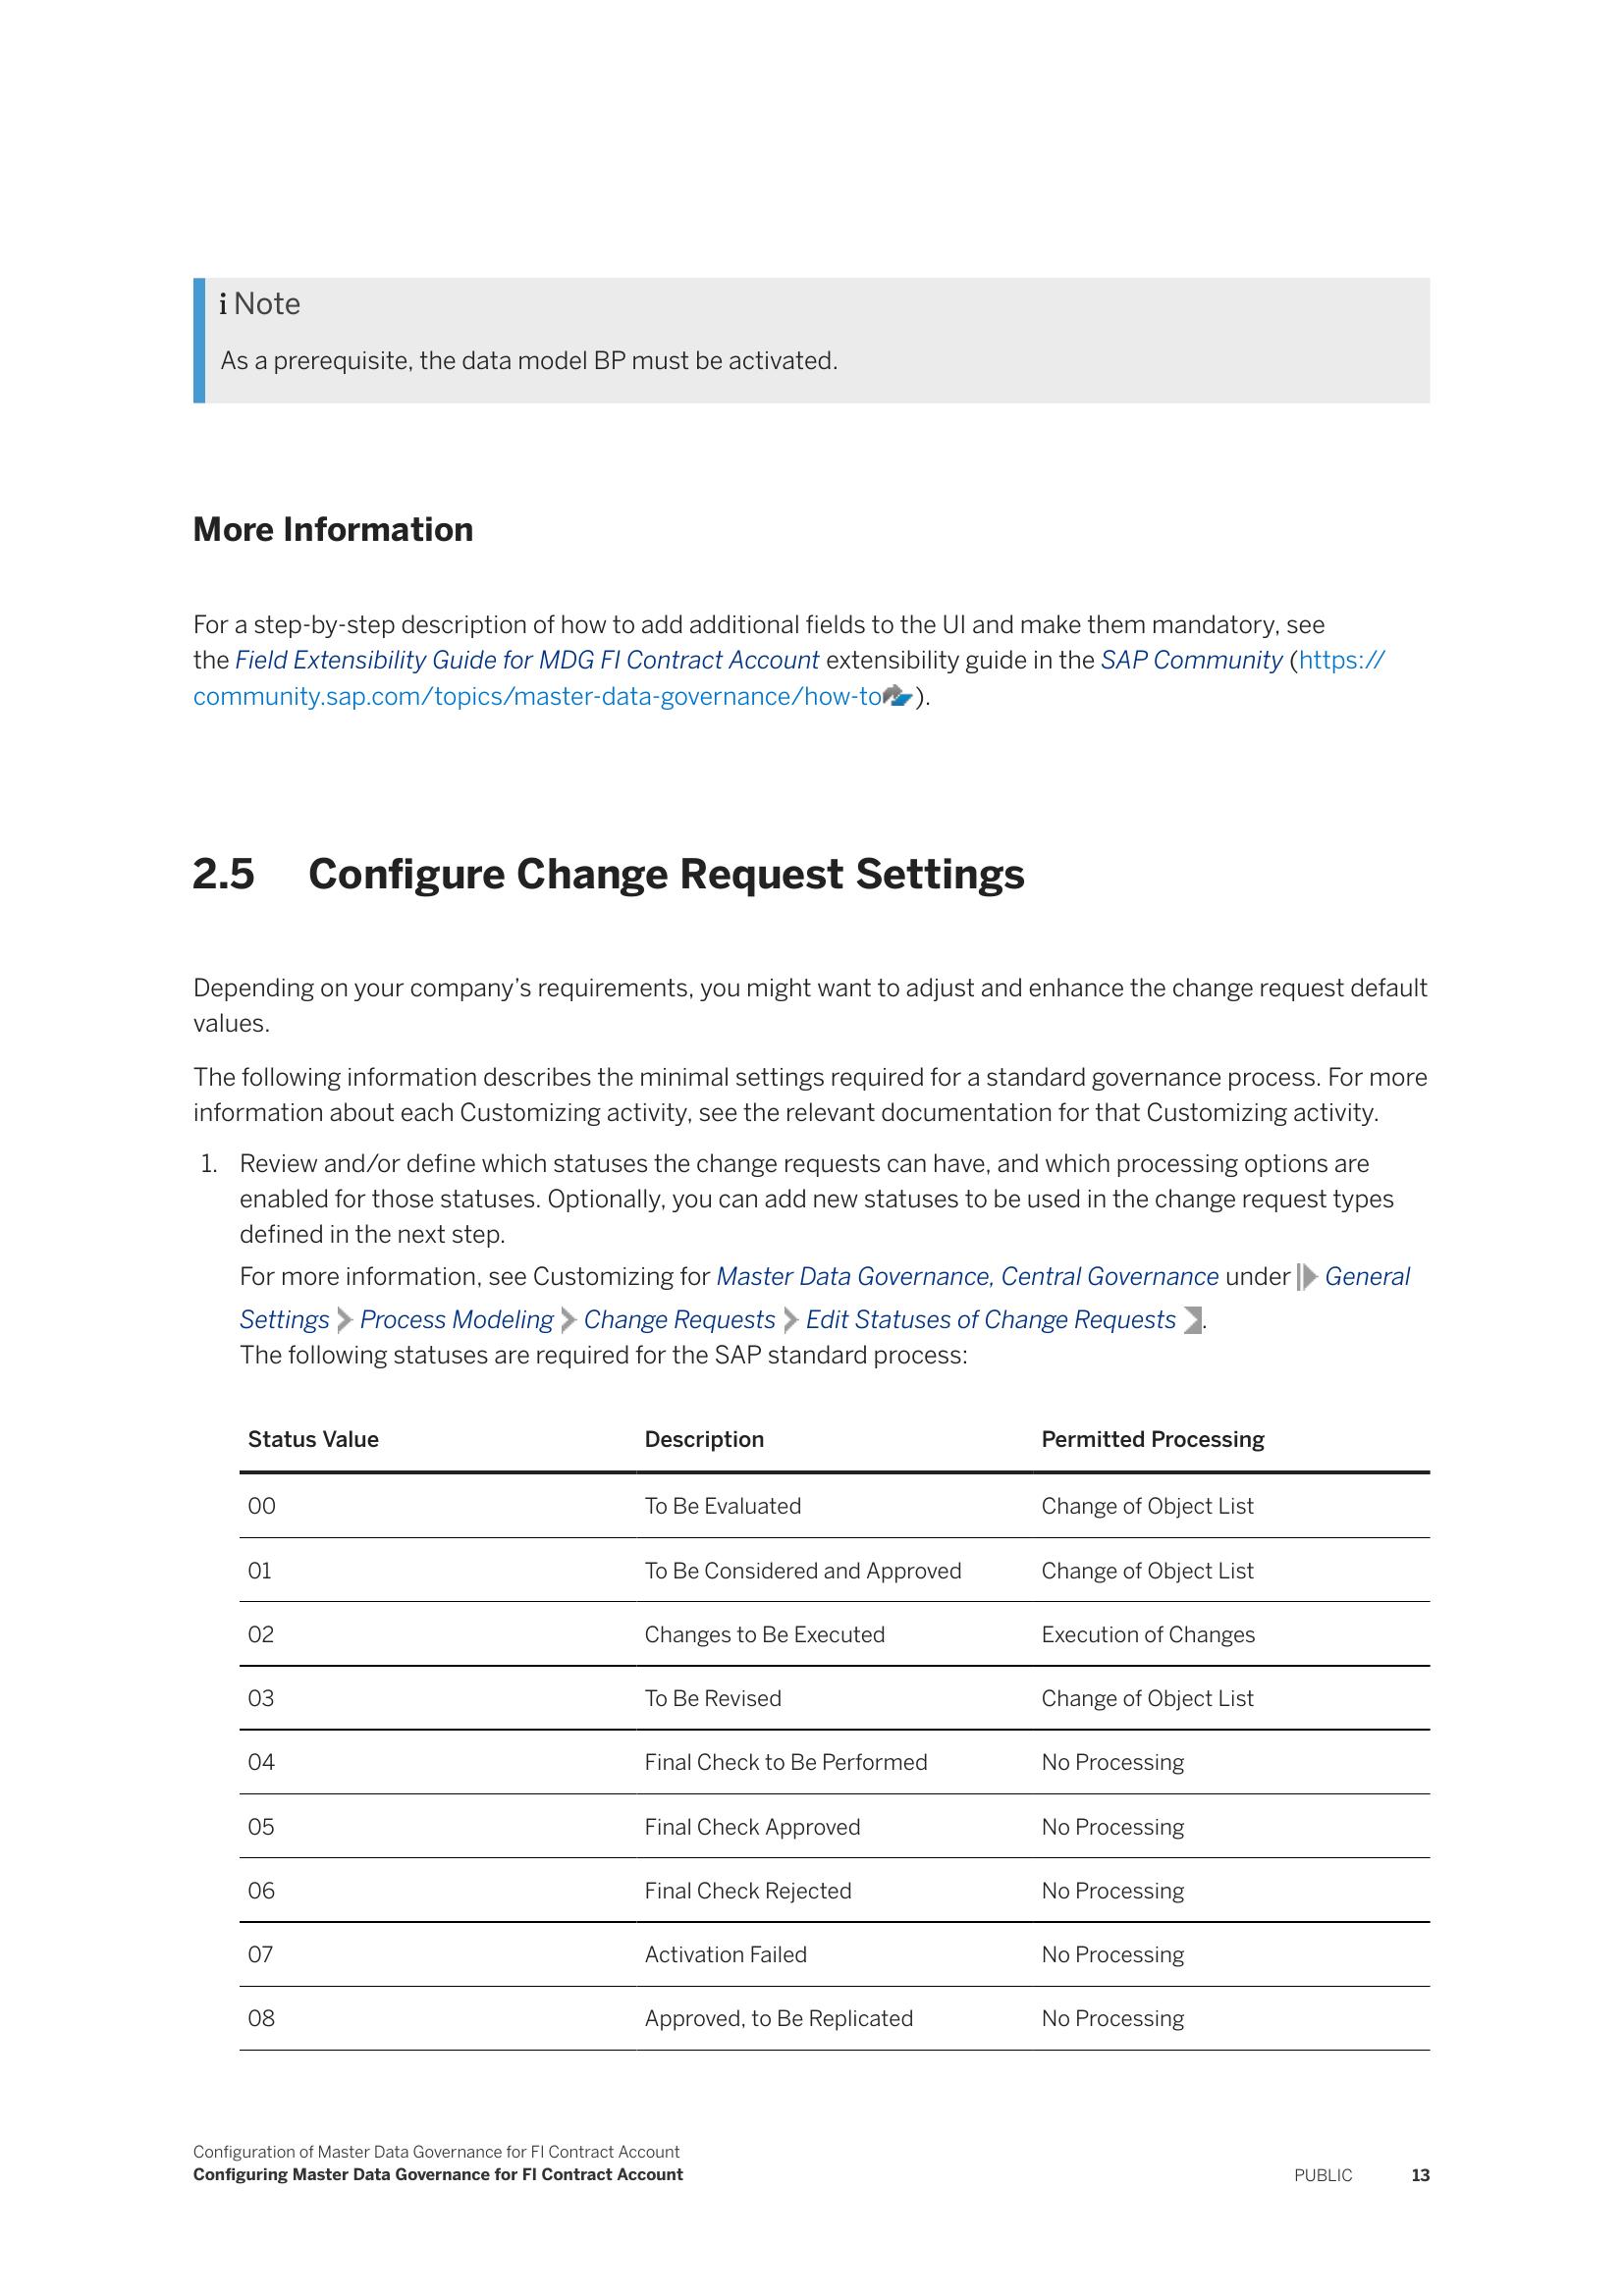 i Note
As a prerequisite, the data model BP must be activated.
More Information
For a step-by-step description of how to add additional fields to the UI and make them mandatory, see
the Field Extensibility Guide for MDG FI Contract Account extensibility guide in the SAP Community (https://
community.sap.com/topics/master-data-governance/how-to).
2.5 Configure Change Request Settings
Depending on your company’s requirements, you might want to adjust and enhance the change request default
values.
The following information describes the minimal settings required for a standard governance process. For more
information about each Customizing activity, see the relevant documentation for that Customizing activity.
1. Review and/or define which statuses the change requests can have, and which processing options are
enabled for those statuses. Optionally, you can add new statuses to be used in the change request types
defined in the next step.
For more information, see Customizing for Master Data Governance, Central Governance under General
Settings Process Modeling Change Requests Edit Statuses of Change Requests .
The following statuses are required for the SAP standard process:
Status Value Description Permitted Processing
00 To Be Evaluated Change of Object List
01 To Be Considered and Approved Change of Object List
02 Changes to Be Executed Execution of Changes
03 To Be Revised Change of Object List
04 Final Check to Be Performed No Processing
05 Final Check Approved No Processing
06 Final Check Rejected No Processing
07 Activation Failed No Processing
08 Approved, to Be Replicated No Processing
Configuration of Master Data Governance for FI Contract Account
Configuring Master Data Governance for FI Contract Account PUBLIC 13